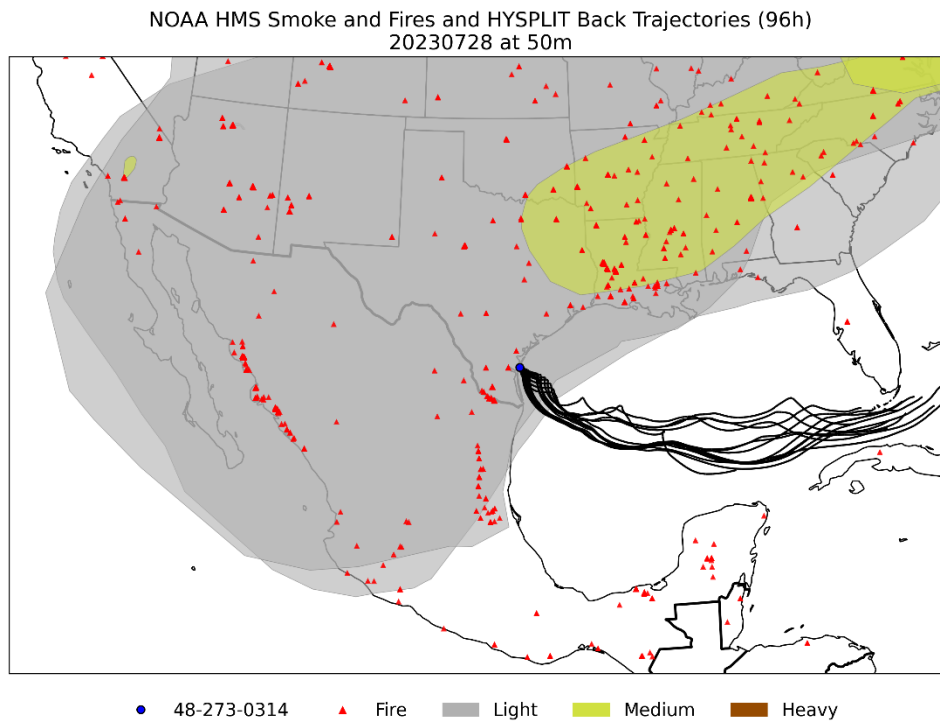 NOAA HMS Smoke and Fires and HYSPLIT Back Trajectories (96h)
20230728 at 50m
48-273-0314 Fire Light Medium Heavy